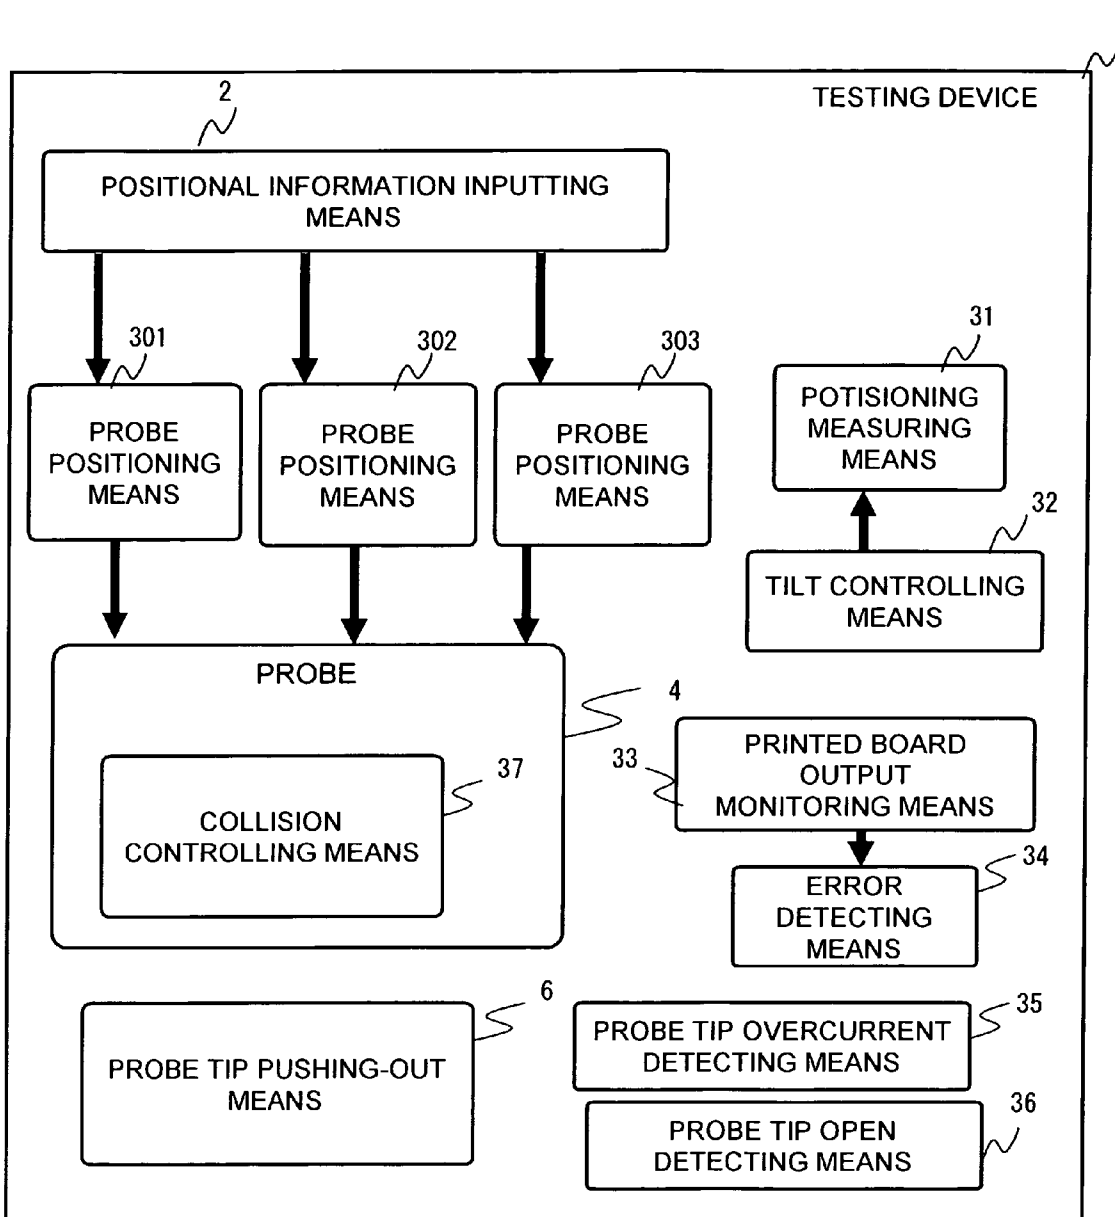 TESTING DEVICE
2
POSITIONAL INFORMATION INPUTTING
MEANS
301
PROBE
POSITIONING
MEANS
302
PROBE
POSITIONING
MEANS
303
PROBE
POSITIONING
MEANS
31
POTISIONING
MEASURING
MEANS
32
TILT CONTROLLING
MEANS
PROBE
4
37
COLLISION
CONTROLLING MEANS
33
PRINTED BOARD
OUTPUT
MONITORING MEANS
34
ERROR
DETECTING
MEANS
6
PROBE TIP PUSHING-OUT
MEANS
35
PROBE TIP OVERCURRENT
DETECTING MEANS
36
PROBE TIP OPEN
DETECTING MEANS